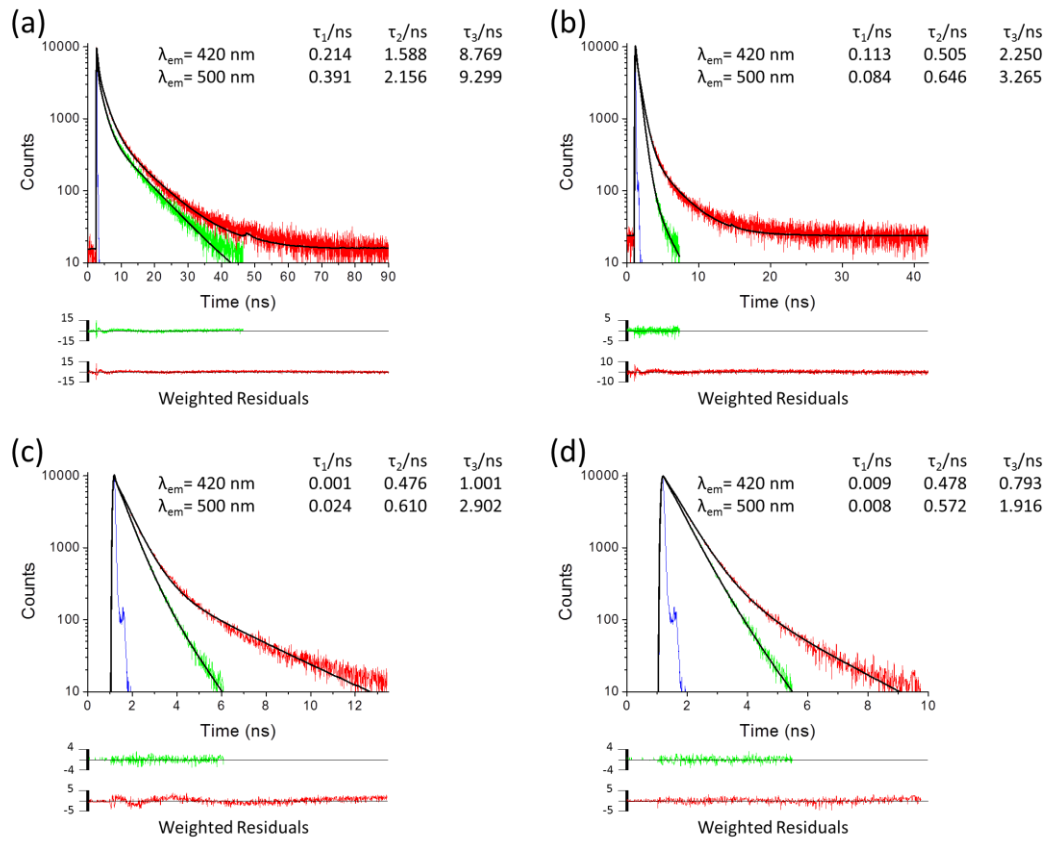 (a)
τ1/ns τ2/ns τ3/ns
λem= 420 nm 0.214 1.588 8.769
λem= 500 nm 0.391 2.156 9.299
10000
1000
100
10
Counts
0 10 20 30 40 50 60 70 80 90
Time (ns)
15
-15
15
-15
Weighted Residuals
(b)
τ1/ns τ2/ns τ3/ns
λem= 420 nm 0.113 0.505 2.250
λem= 500 nm 0.084 0.646 3.265
10000
1000
100
10
Counts
0 10 20 30 40
Time (ns)
5
-5
10
-10
Weighted Residuals
(c)
τ1/ns τ2/ns τ3/ns
λem= 420 nm 0.001 0.476 1.001
λem= 500 nm 0.024 0.610 2.902
10000
1000
100
10
Counts
0 2 4 6 8 10 12
Time (ns)
4
-4
5
-5
Weighted Residuals
(d)
τ1/ns τ2/ns τ3/ns
λem= 420 nm 0.009 0.478 0.793
λem= 500 nm 0.008 0.572 1.916
10000
1000
100
10
Counts
0 2 4 6 8 10
Time (ns)
4
-4
5
-5
Weighted Residuals